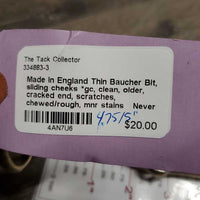 The Tack Collector
334883-3
Made in England Thin Baucher Bit,
sliding cheeks *gc, clean, older,
cracked end, scratches,
chewed/rough, mnr stains Never
4.75/5"
4AN7U6 $20.00